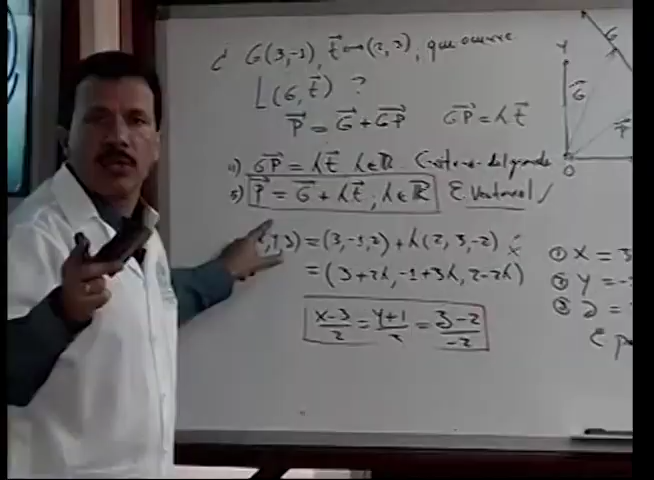 ¿ G(3,-1), t⃗ → (2,3), que ocurre
L(G, t⃗) ?
P⃗ = G⃗ + GP⃗   GP⃗ = λt⃗
a) GP⃗ = λt⃗ λ∈ℝ.
b) P⃗ = G⃗ + λt⃗ ; λ∈ℝ  E. Vectorial ✓
,y,z) = (3,-1,2) + λ(2,3,-2)
= (3+2λ, -1+3λ, 2-2λ)
x-3/2 = y+1/3 = z-2/-2
① x = 3
② y = -1
③ z =
Y
G
G⃗
P⃗
O